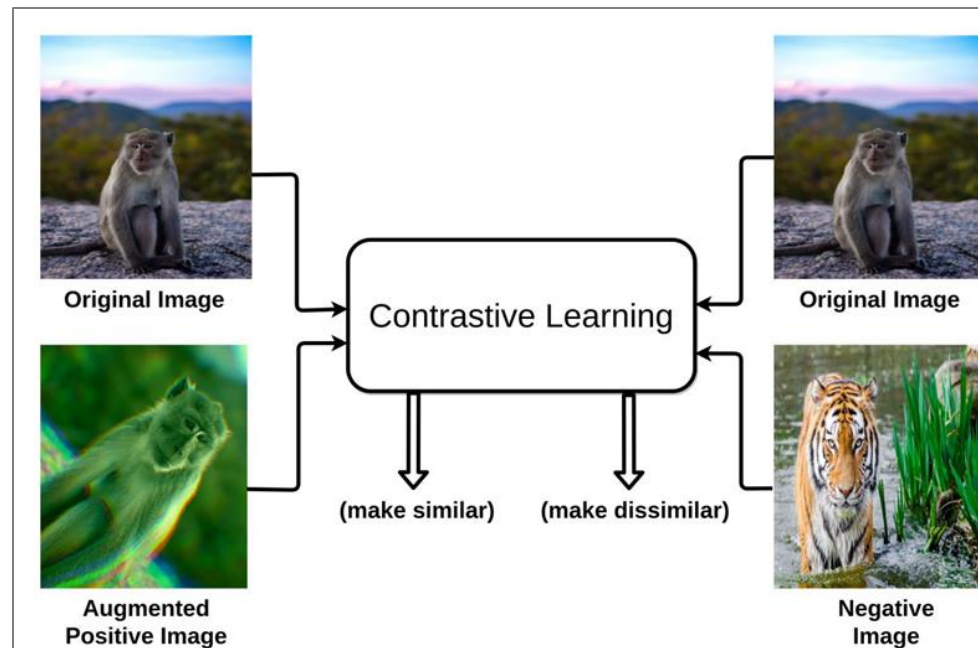 Original Image
Original Image
Contrastive Learning
(make similar)
(make dissimilar)
Augmented
Positive Image
Negative
Image